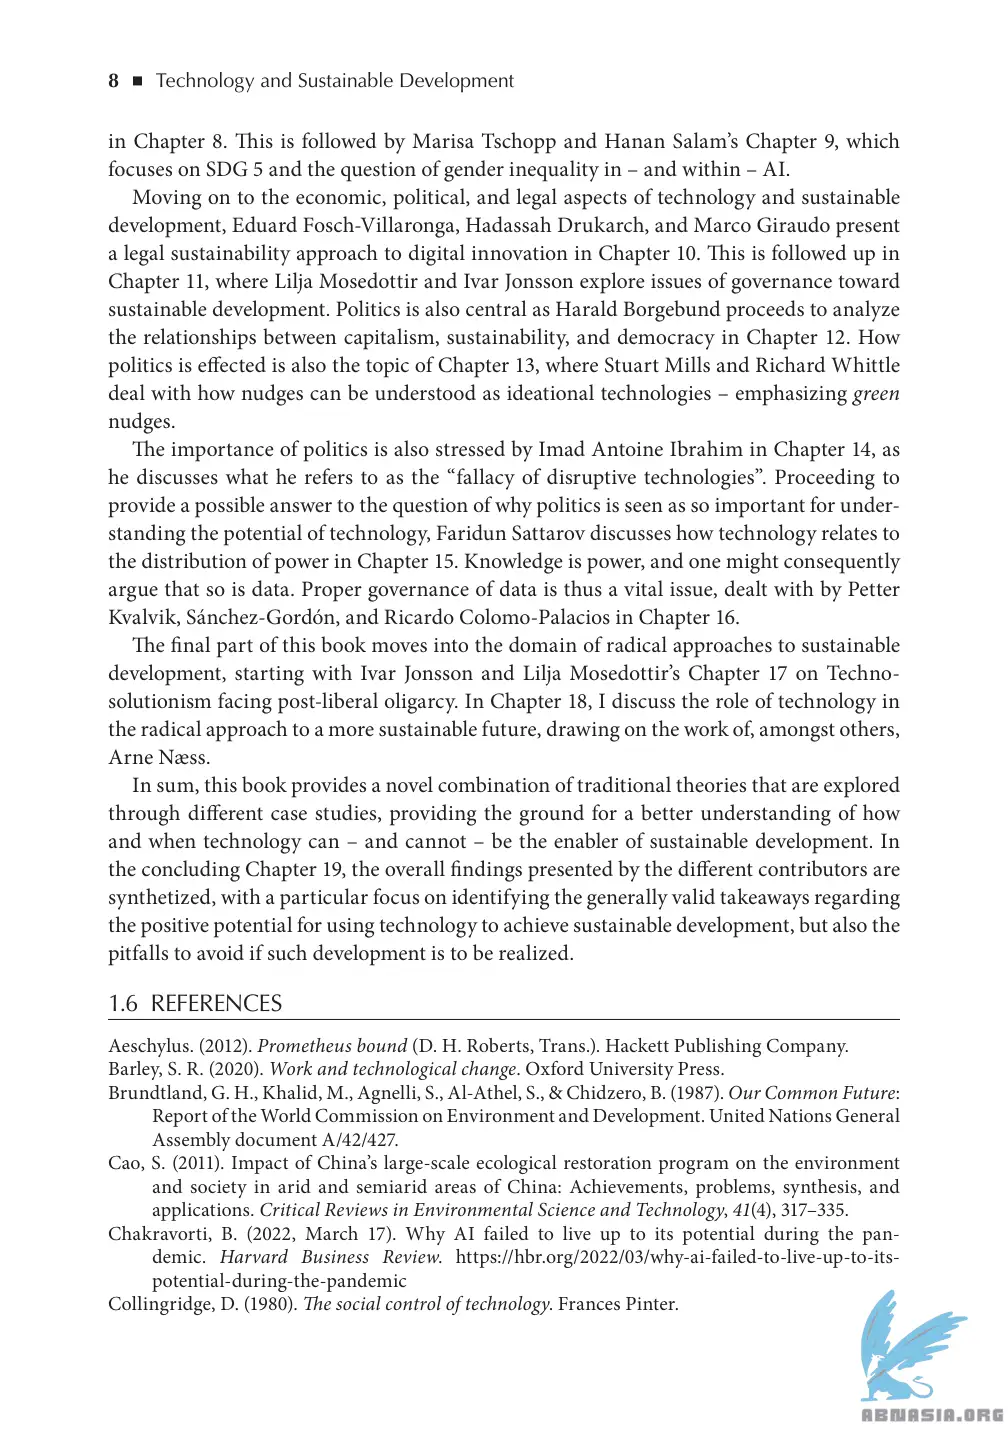 8 ■ Technology and Sustainable Development
in Chapter 8. This is followed by Marisa Tschopp and Hanan Salam’s Chapter 9, which
focuses on SDG 5 and the question of gender inequality in – and within – AI.
Moving on to the economic, political, and legal aspects of technology and sustainable
development, Eduard Fosch-Villaronga, Hadassah Drukarch, and Marco Giraudo present
a legal sustainability approach to digital innovation in Chapter 10. This is followed up in
Chapter 11, where Lilja Mosedottir and Ivar Jonsson explore issues of governance toward
sustainable development. Politics is also central as Harald Borgebund proceeds to analyze
the relationships between capitalism, sustainability, and democracy in Chapter 12. How
politics is effected is also the topic of Chapter 13, where Stuart Mills and Richard Whittle
deal with how nudges can be understood as ideational technologies – emphasizing green
nudges.
The importance of politics is also stressed by Imad Antoine Ibrahim in Chapter 14, as
he discusses what he refers to as the “fallacy of disruptive technologies”. Proceeding to
provide a possible answer to the question of why politics is seen as so important for under-
standing the potential of technology, Faridun Sattarov discusses how technology relates to
the distribution of power in Chapter 15. Knowledge is power, and one might consequently
argue that so is data. Proper governance of data is thus a vital issue, dealt with by Petter
Kvalvik, Sánchez-Gordón, and Ricardo Colomo-Palacios in Chapter 16.
The final part of this book moves into the domain of radical approaches to sustainable
development, starting with Ivar Jonsson and Lilja Mosedottir’s Chapter 17 on Techno-
solutionism facing post-liberal oligarcy. In Chapter 18, I discuss the role of technology in
the radical approach to a more sustainable future, drawing on the work of, amongst others,
Arne Næss.
In sum, this book provides a novel combination of traditional theories that are explored
through different case studies, providing the ground for a better understanding of how
and when technology can – and cannot – be the enabler of sustainable development. In
the concluding Chapter 19, the overall findings presented by the different contributors are
synthetized, with a particular focus on identifying the generally valid takeaways regarding
the positive potential for using technology to achieve sustainable development, but also the
pitfalls to avoid if such development is to be realized.
1.6 REFERENCES
Aeschylus. (2012). Prometheus bound (D. H. Roberts, Trans.). Hackett Publishing Company.
Barley, S. R. (2020). Work and technological change. Oxford University Press.
Brundtland, G. H., Khalid, M., Agnelli, S., Al-Athel, S., & Chidzero, B. (1987). Our Common Future:
Report of the World Commission on Environment and Development. United Nations General
Assembly document A/42/427.
Cao, S. (2011). Impact of China’s large-scale ecological restoration program on the environment
and society in arid and semiarid areas of China: Achievements, problems, synthesis, and
applications. Critical Reviews in Environmental Science and Technology, 41(4), 317–335.
Chakravorti, B. (2022, March 17). Why AI failed to live up to its potential during the pan-
demic. Harvard Business Review. https://hbr.org/2022/03/why-ai-failed-to-live-up-to-its-
potential-during-the-pandemic
Collingridge, D. (1980). The social control of technology. Frances Pinter.
ABNASIA.ORG